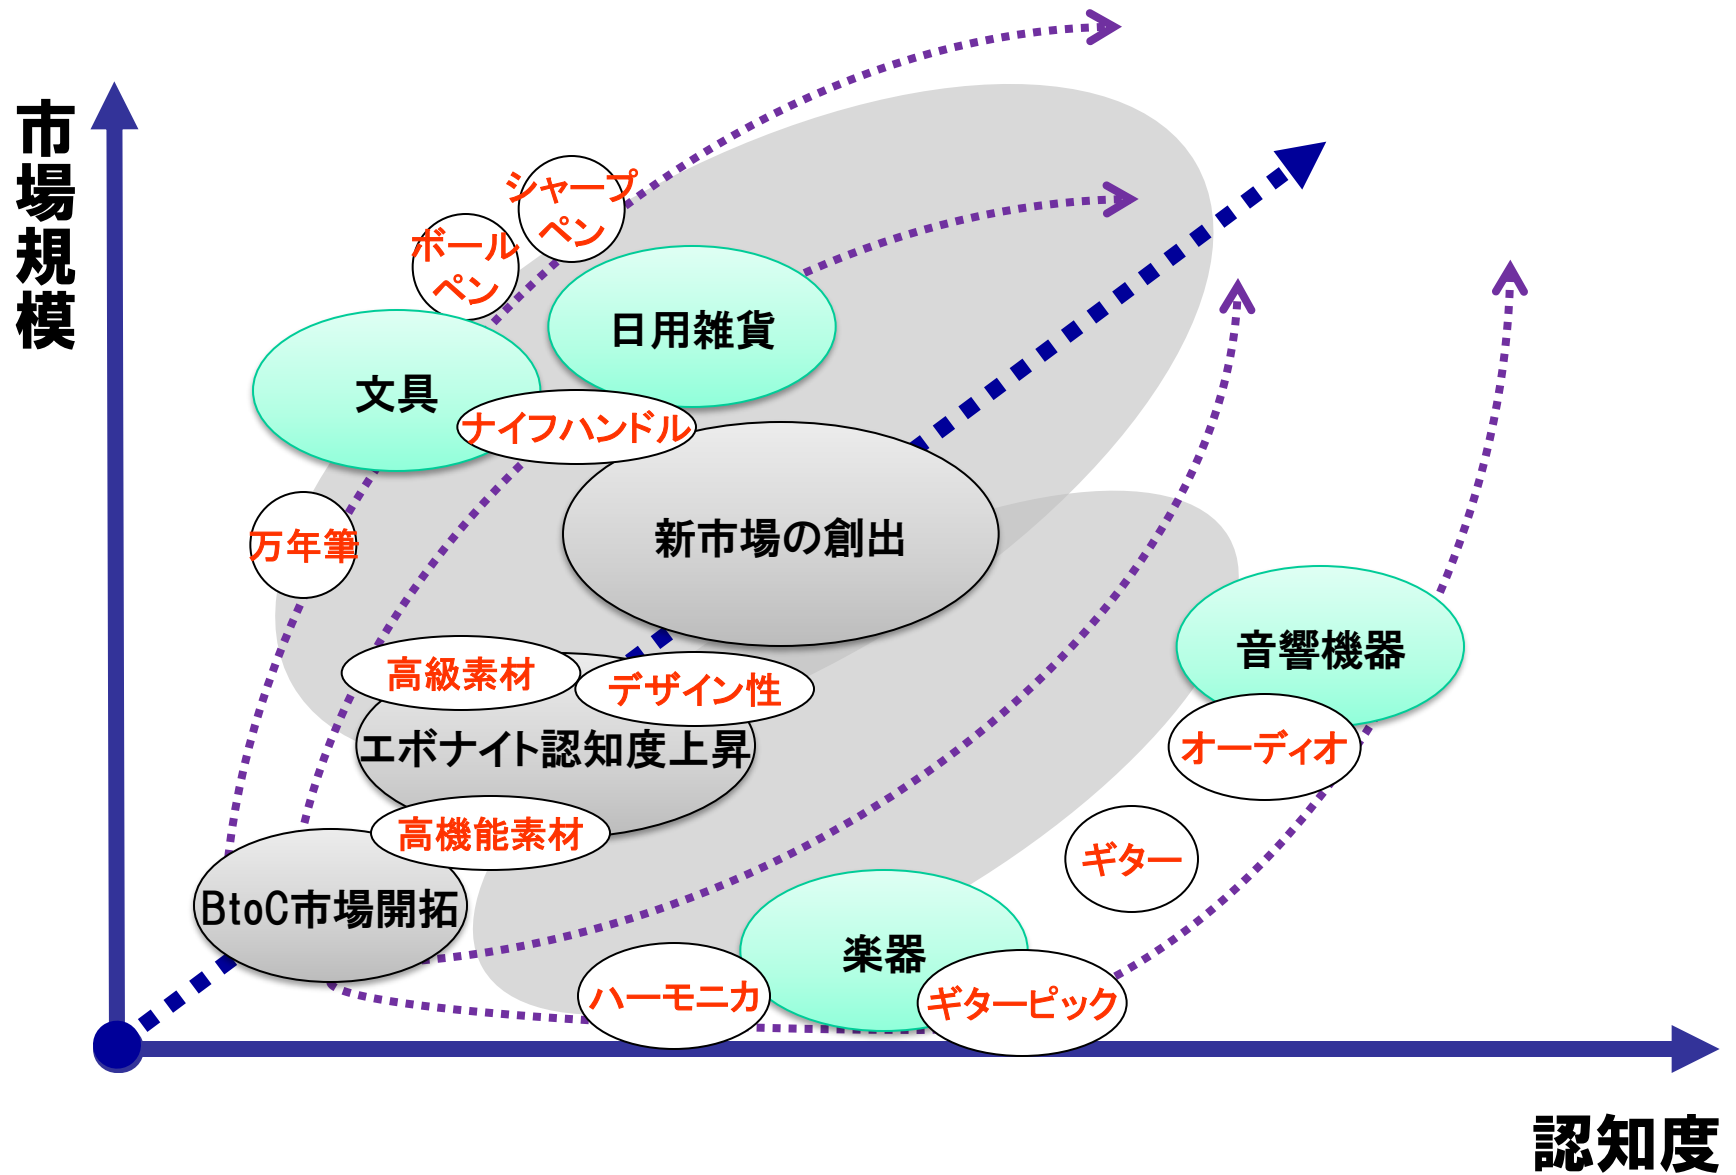 市場規模
シャープ
ペン
ボール
ペン
日用雑貨
文具
ナイフハンドル
新市場の創出
万年筆
高級素材
デザイン性
エボナイト認知度上昇
高機能素材
BtoC市場開拓
音響機器
オーディオ
ギター
楽器
ハーモニカ
ギターピック
認知度